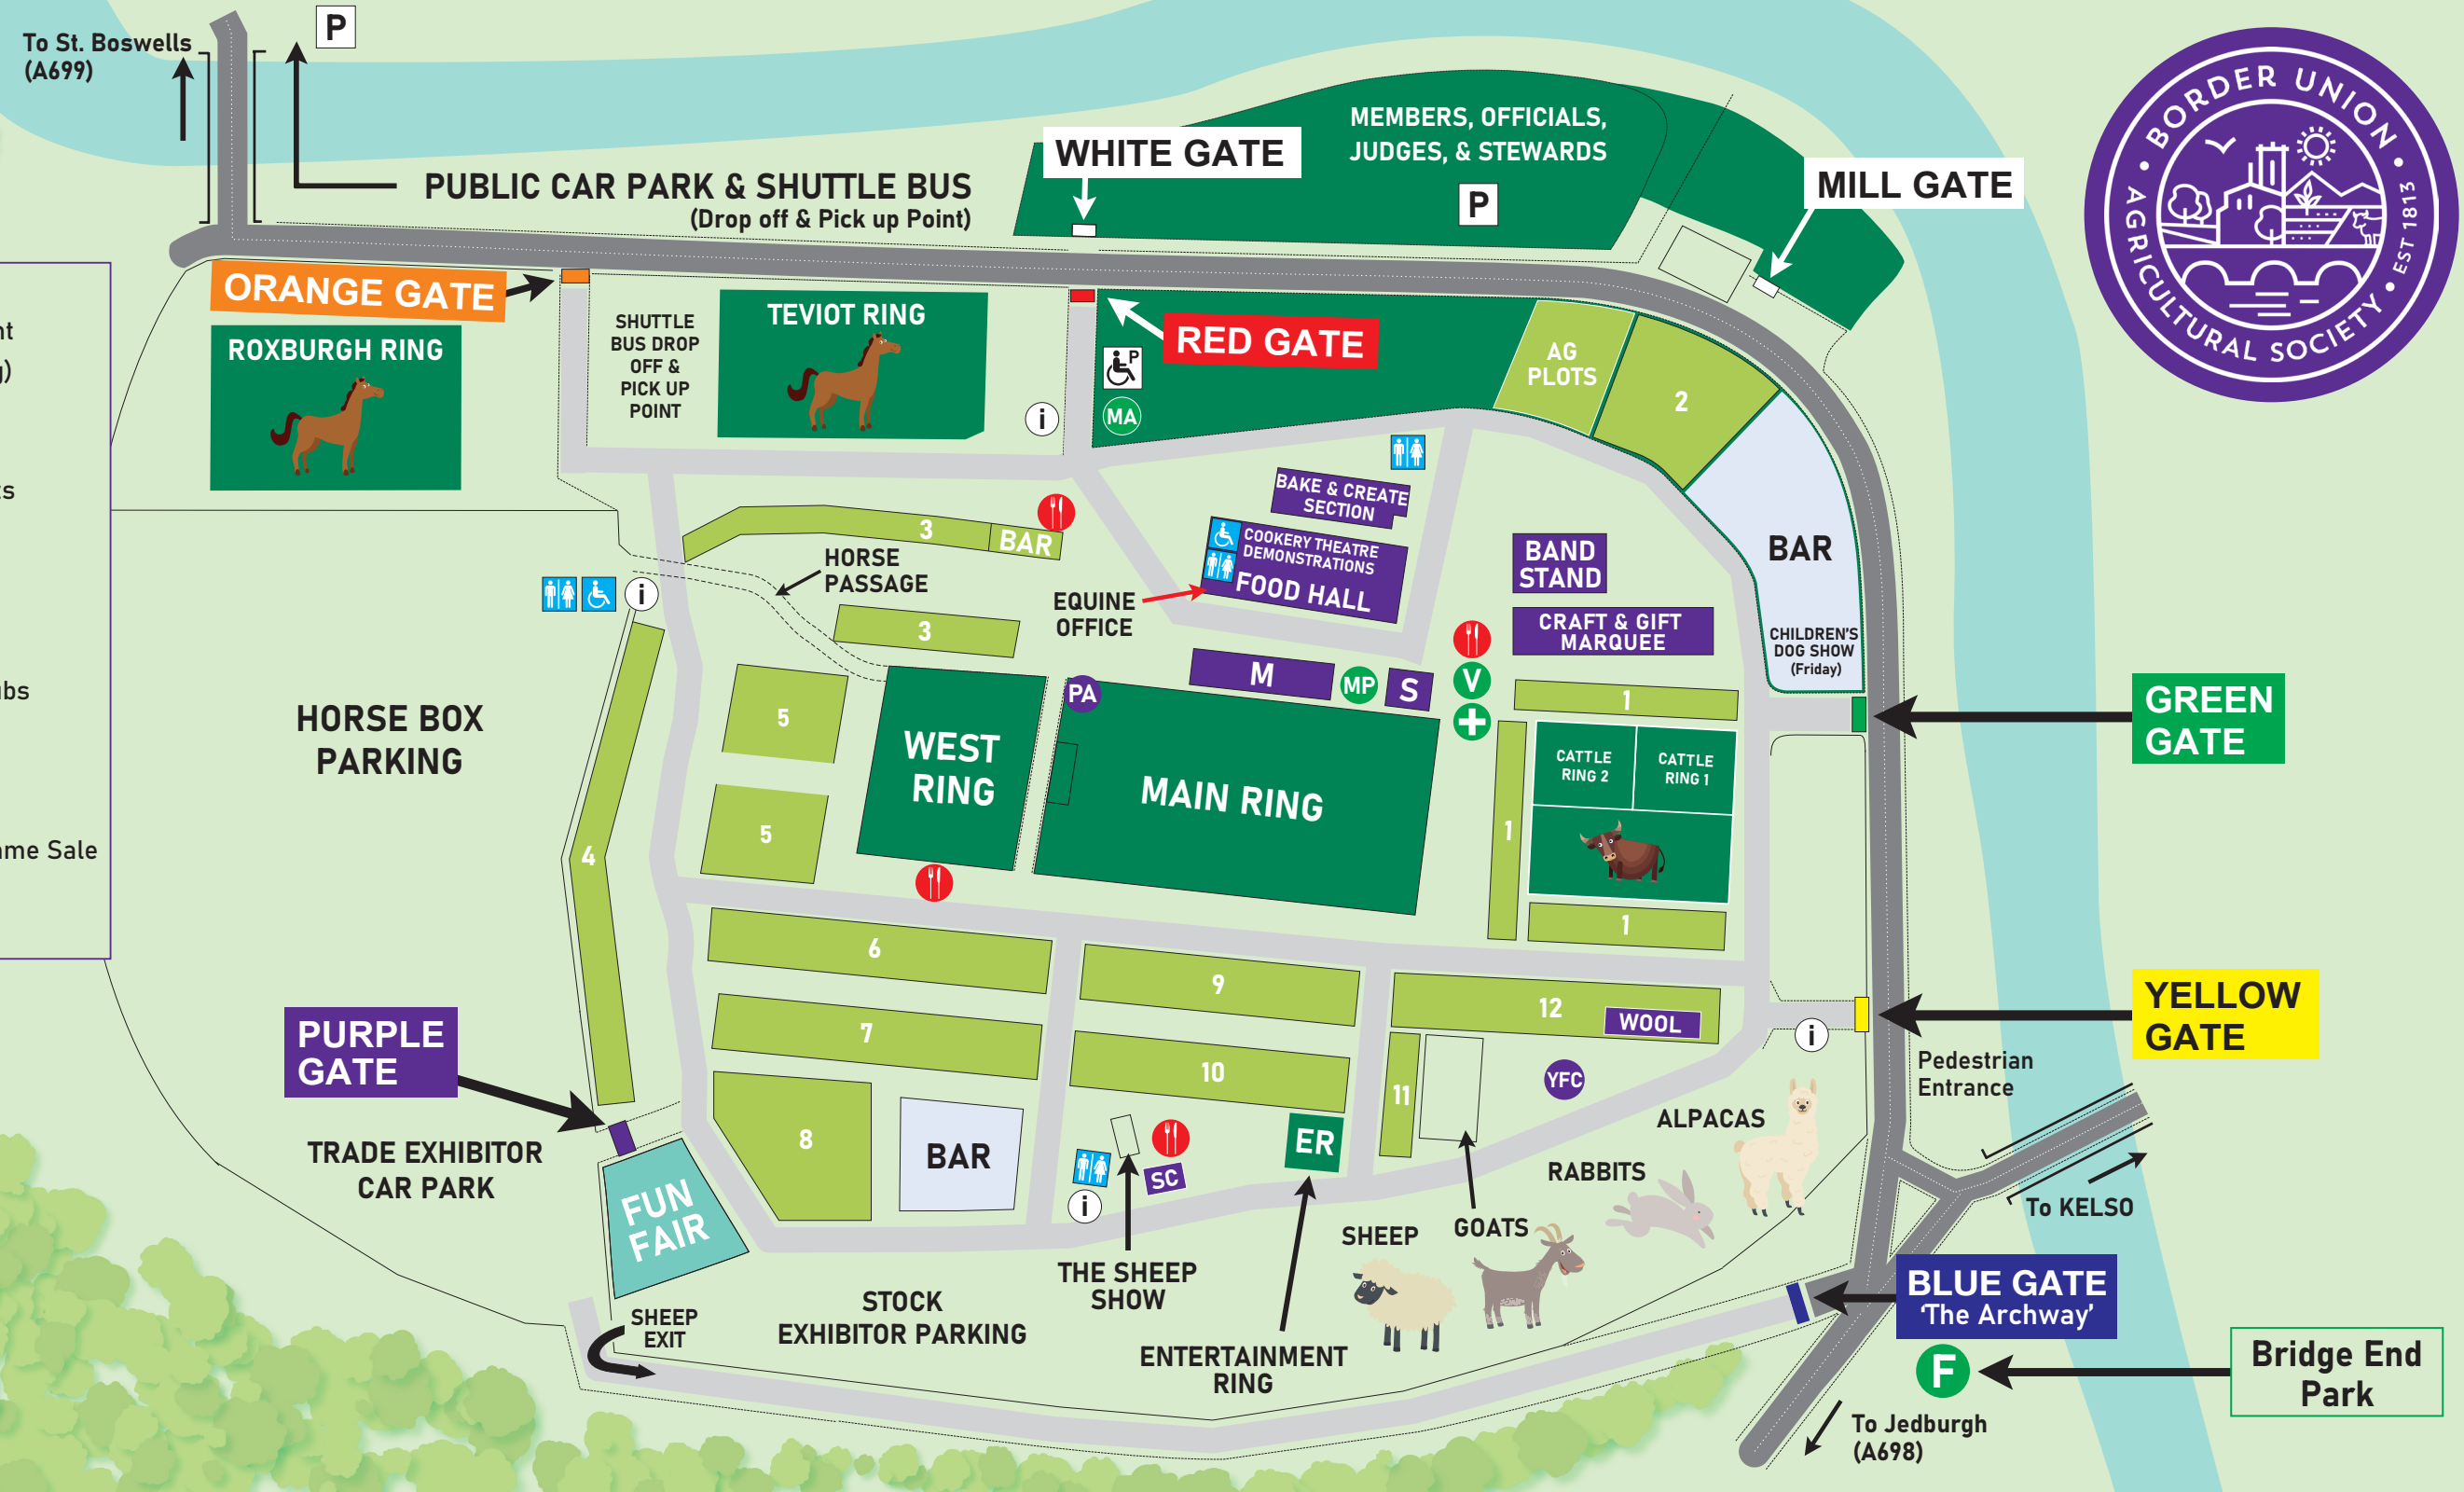 To St. Boswells
(A699)
P
PUBLIC CAR PARK & SHUTTLE BUS
(Drop off & Pick up Point)
WHITE GATE
MEMBERS, OFFICIALS,
JUDGES, & STEWARDS
P
MILL GATE
BORDER UNION
AGRICULTURAL SOCIETY
EST 1813
ORANGE GATE
ROXBURGH RING
SHUTTLE
BUS DROP
OFF &
PICK UP
POINT
TEVIOT RING
i
RED GATE
P
MA
AG
PLOTS
2
BAR
CHILDREN'S
DOG SHOW
(Friday)
3
BAR
HORSE
PASSAGE
3
i
BAKE & CREATE
SECTION
COOKERY THEATRE
DEMONSTRATIONS
FOOD HALL
EQUINE
OFFICE
BAND
STAND
CRAFT & GIFT
MARQUEE
M
MP
S
V
PA
1
GREEN
GATE
HORSE BOX
PARKING
5
5
4
WEST
RING
MAIN RING
1
CATTLE
RING 2
CATTLE
RING 1
1
ame Sale
6
7
8
9
10
11
12
WOOL
YFC
YELLOW
GATE
i
Pedestrian
Entrance
PURPLE
GATE
TRADE EXHIBITOR
CAR PARK
FUN
FAIR
BAR
i
SC
ER
THE SHEEP
SHOW
ENTERTAINMENT
RING
SHEEP
GOATS
RABBITS
ALPACAS
To KELSO
STOCK
EXHIBITOR PARKING
SHEEP
EXIT
BLUE GATE
'The Archway'
F
Bridge End
Park
To Jedburgh
(A698)